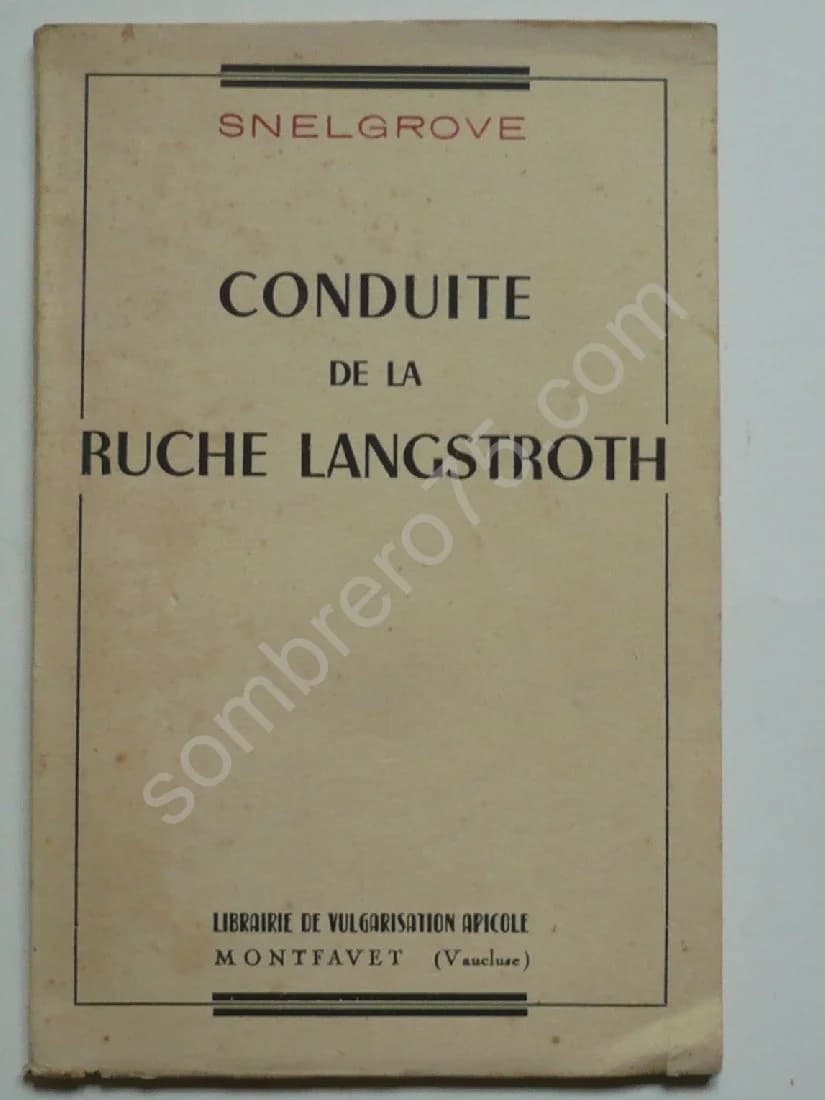 SNELGROVE
CONDUITE
DE LA
RUCHE LANGSTROTH
sombrero75.com
LIBRAIRIE DE VULGARISATION APICOLE
MONTFAVET (Vaucluse)